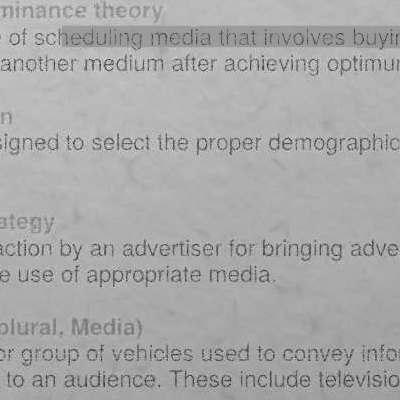 minance theory
of scheduling media that involves buyin
another medium after achieving optimu
n
signed to select the proper demographic
ategy
action by an advertiser for bringing adve
e use of appropriate media.
plural, Media)
or group of vehicles used to convey info
to an audience. These include televisio